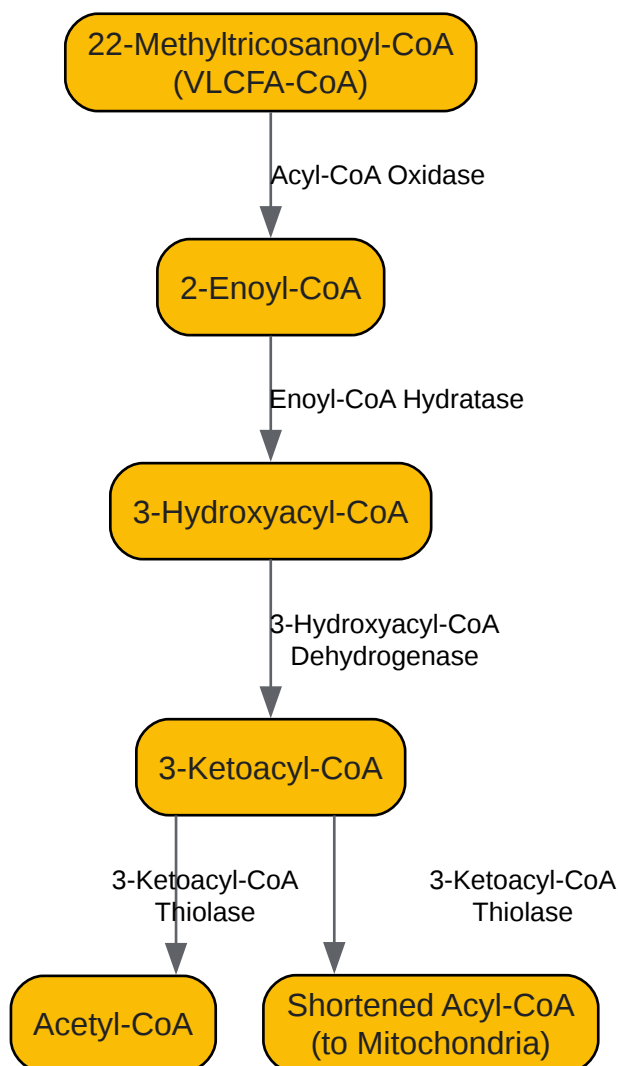 22-Methyltricosanoyl-CoA
(VLCFA-CoA)
Acyl-CoA Oxidase
2-Enoyl-CoA
Enoyl-CoA Hydratase
3-Hydroxyacyl-CoA
3-Hydroxyacyl-CoA
Dehydrogenase
3-Ketoacyl-CoA
3-Ketoacyl-CoA
Thiolase
3-Ketoacyl-CoA
Thiolase
Acetyl-CoA
Shortened Acyl-CoA
(to Mitochondria)